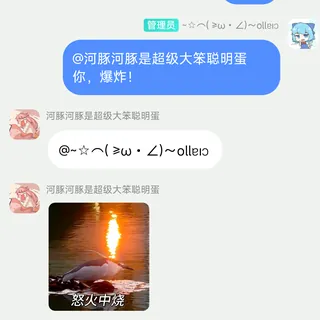 管理员 ~☆⌒( ⩾ω・∠)～ollɐıɔ
@河豚河豚是超级大笨聪明蛋
你，爆炸！
河豚河豚是超级大笨聪明蛋
@~☆⌒( ⩾ω・∠)～ollɐıɔ
河豚河豚是超级大笨聪明蛋
怒火中烧